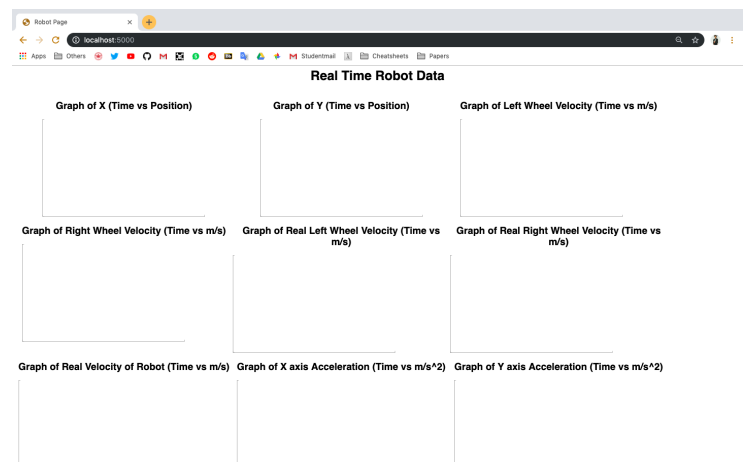 Robot Page
localhost:5000
Apps Others Studentmail Cheatsheets Papers
Real Time Robot Data
Graph of X (Time vs Position) Graph of Y (Time vs Position) Graph of Left Wheel Velocity (Time vs m/s)
Graph of Right Wheel Velocity (Time vs m/s) Graph of Real Left Wheel Velocity (Time vs
m/s)
Graph of Real Right Wheel Velocity (Time vs
m/s)
Graph of Real Velocity of Robot (Time vs m/s) Graph of X axis Acceleration (Time vs m/s^2) Graph of Y axis Acceleration (Time vs m/s^2)